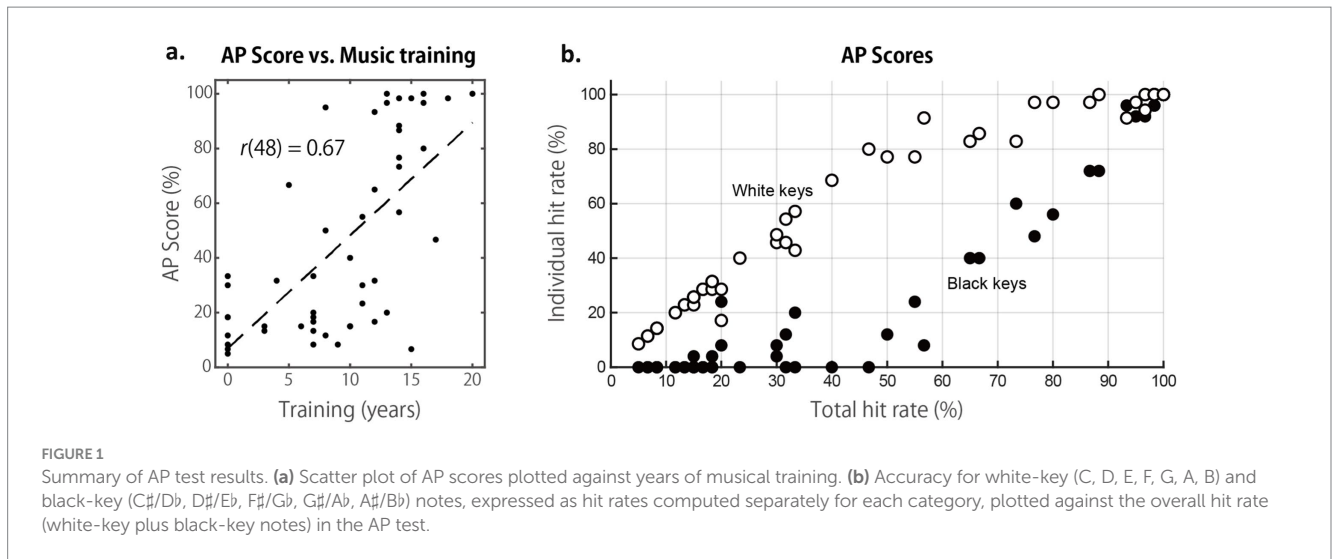 a. AP Score vs. Music training
100
80
60
40
20
0
r(48) = 0.67
AP Score (%)
0 5 10 15 20
Training (years)
b. AP Scores
100
80
60
40
20
0
White keys
Black keys
Individual hit rate (%)
0 10 20 30 40 50 60 70 80 90 100
Total hit rate (%)
FIGURE 1
Summary of AP test results. (a) Scatter plot of AP scores plotted against years of musical training. (b) Accuracy for white-key (C, D, E, F, G, A, B) and
black-key (C♯/D♭, D♯/E♭, F♯/G♭, G♯/A♭, A♯/B♭) notes, expressed as hit rates computed separately for each category, plotted against the overall hit rate
(white-key plus black-key notes) in the AP test.